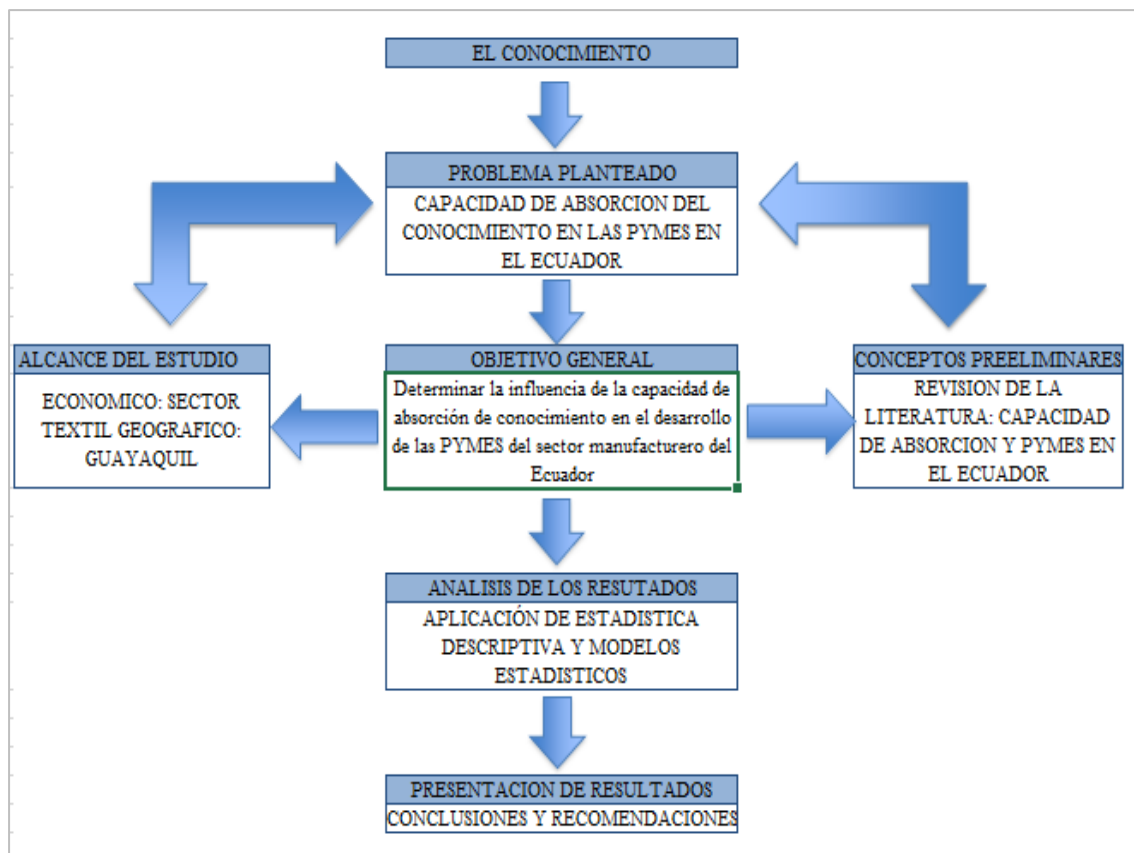 EL CONOCIMIENTO
PROBLEMA PLANTEADO
CAPACIDAD DE ABSORCION DEL
CONOCIMIENTO EN LAS PYMES EN
EL ECUADOR
ALCANCE DEL ESTUDIO
ECONOMICO: SECTOR
TEXTIL GEOGRAFICO:
GUAYAQUIL
OBJETIVO GENERAL
Determinar la influencia de la capacidad de
absorción de conocimiento en el desarrollo
de las PYMES del sector manufacturero del
Ecuador
CONCEPTOS PREELIMINARES
REVISION DE LA
LITERATURA: CAPACIDAD
DE ABSORCION Y PYMES EN
EL ECUADOR
ANALISIS DE LOS RESUTADOS
APLICACIÓN DE ESTADISTICA
DESCRIPTIVA Y MODELOS
ESTADISTICOS
PRESENTACION DE RESULTADOS
CONCLUSIONES Y RECOMENDACIONES